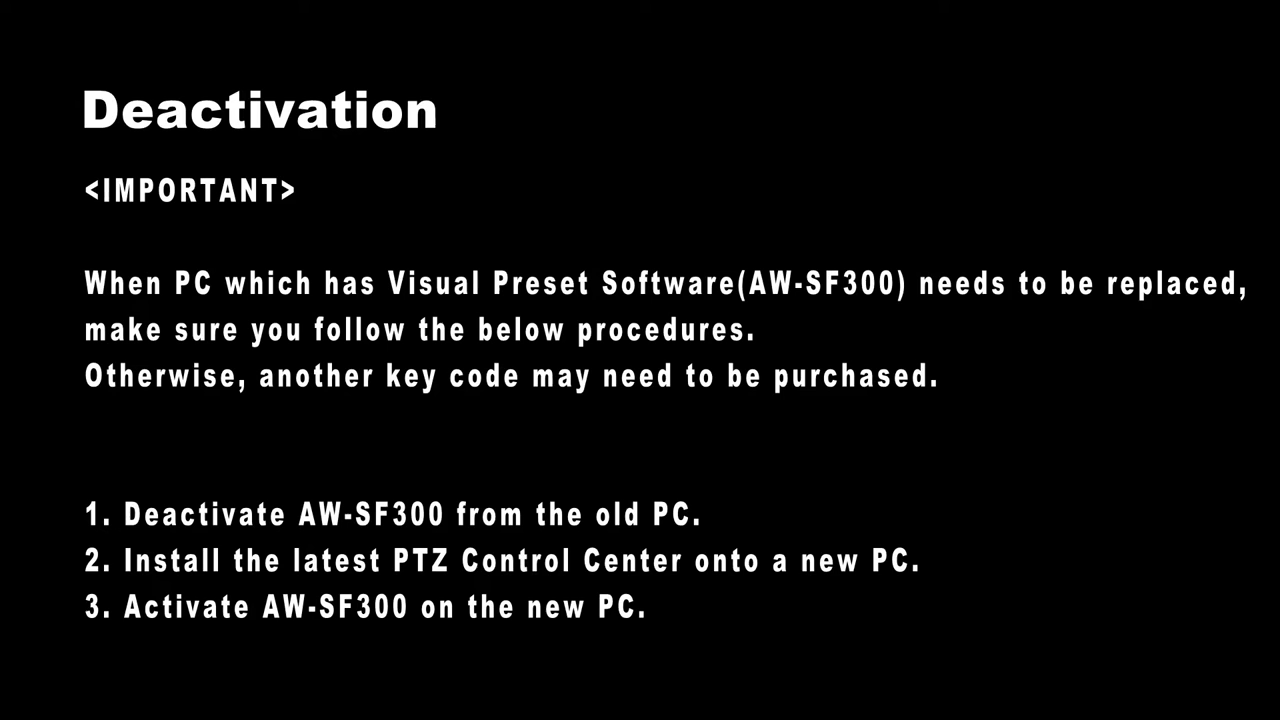 Deactivation
<IMPORTANT>
When PC which has Visual Preset Software(AW-SF300) needs to be replaced,
make sure you follow the below procedures.
Otherwise, another key code may need to be purchased.
1. Deactivate AW-SF300 from the old PC.
2. Install the latest PTZ Control Center onto a new PC.
3. Activate AW-SF300 on the new PC.